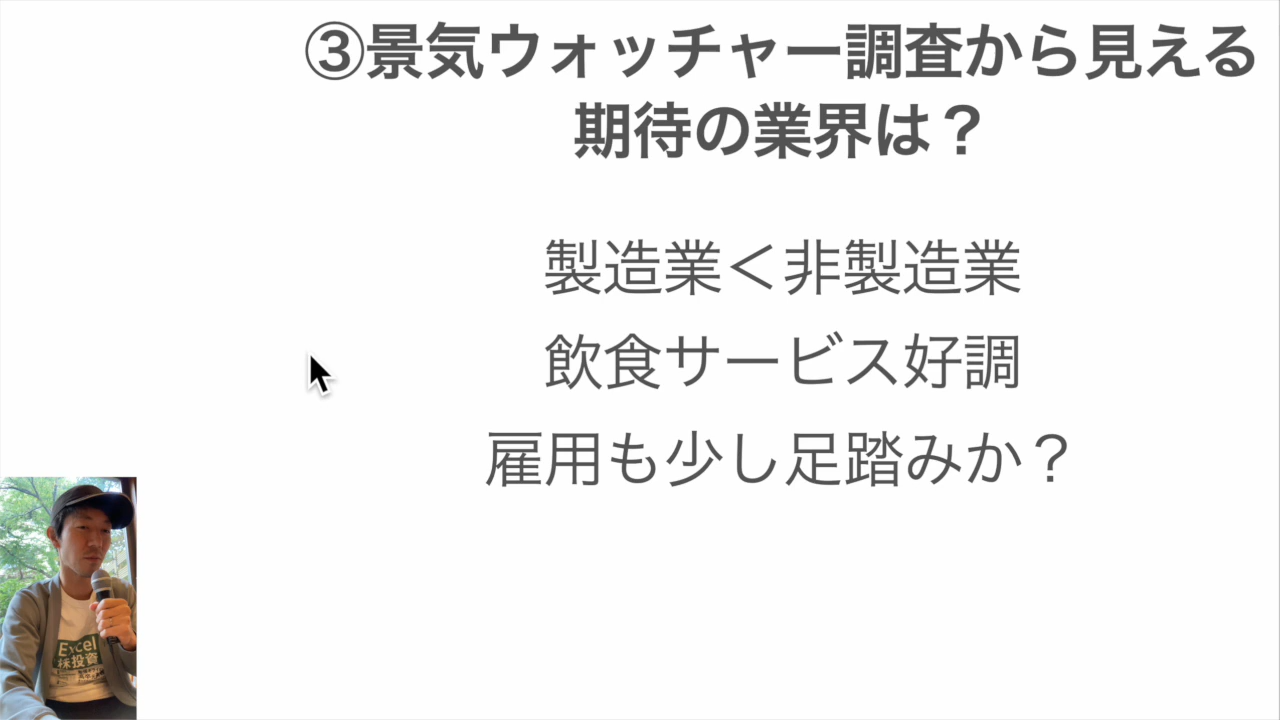 ③景気ウォッチャー調査から見える
期待の業界は？
製造業＜非製造業
飲食サービス好調
雇用も少し足踏みか？
Excel
株投資